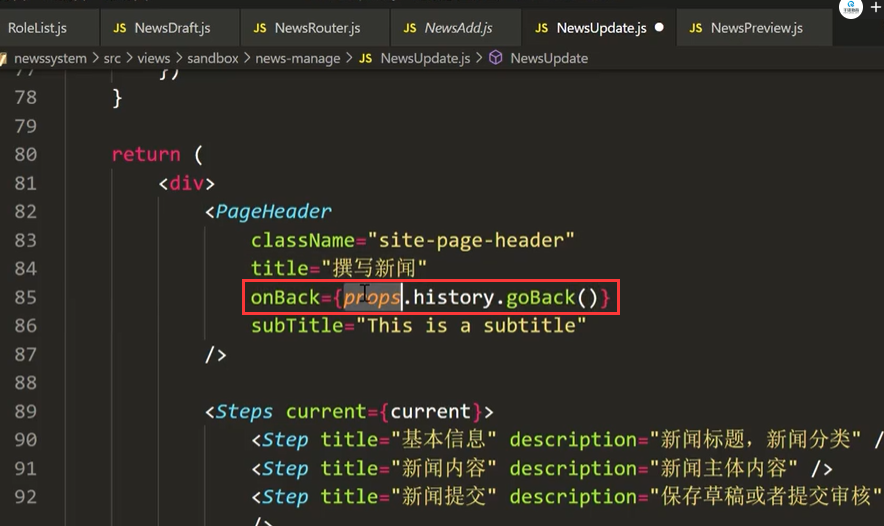 RoleList.js JS NewsDraft.js JS NewsRouter.js JS NewsAdd.js JS NewsUpdate.js ● JS NewsPreview.js
newssystem > src > views > sandbox > news-manage > JS NewsUpdate.js > NewsUpdate
77 })
78 }
79
80 return (
81 <div>
82 <PageHeader
83 className="site-page-header"
84 title="撰写新闻"
85 onBack={props.history.goBack()}
86 subTitle="This is a subtitle"
87 />
88
89 <Steps current={current}>
90 <Step title="基本信息" description="新闻标题，新闻分类" /
91 <Step title="新闻内容" description="新闻主体内容" />
92 <Step title="新闻提交" description="保存草稿或者提交审核"
/>